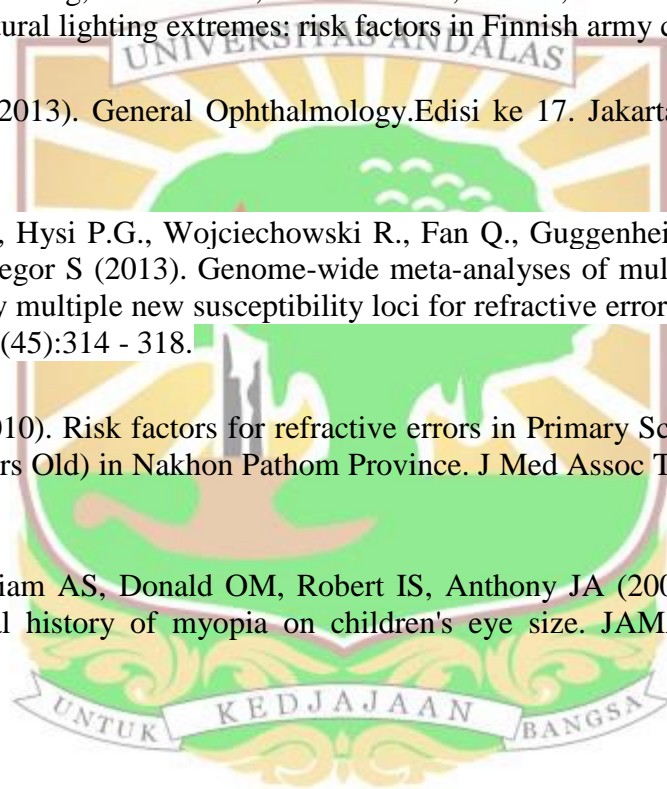 tural lighting extremes: risk factors in Finnish army c
UNIVERSITAS ANDALAS
2013). General Ophthalmology.Edisi ke 17. Jakarta
, Hysi P.G., Wojciechowski R., Fan Q., Guggenhei
egor S (2013). Genome-wide meta-analyses of mul
y multiple new susceptibility loci for refractive error
(45):314 - 318.
010). Risk factors for refractive errors in Primary Sc
rs Old) in Nakhon Pathom Province. J Med Assoc T
iam AS, Donald OM, Robert IS, Anthony JA (200
al history of myopia on children's eye size. JAM
UNTUK KEDJAJAAN BANGSA